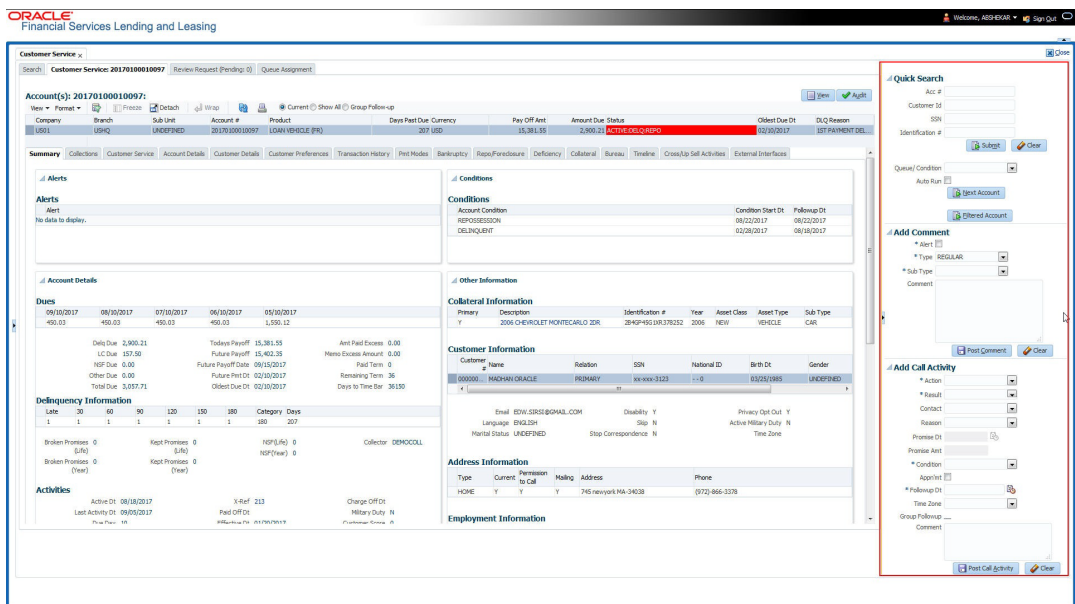 ORACLE
Financial Services Lending and Leasing
Welcome, ABSHEKAR Sign Out
Customer Service x
Close
Search Customer Service: 20170100010097 Review Request (Pending: 0) Queue Assignment
Account(s): 20170100010097:
View Audit
View Format Freeze Detach Wrap Current Show All Group Follow-up
Company Branch Sub Unit Account # Product Days Past Due Currency Pay Off Amt Amount Due Status Oldest Due Dt DLQ Reason
US01 USHQ UNDEFINED 20170100010097 LOAN VEHICLE (FR) 207 USD 15,381.55 2,900.21 ACTIVE:DELQ:REPO 02/10/2017 1ST PAYMENT DEL...
Summary Collections Customer Service Account Details Customer Details Customer Preferences Transaction History Pmt Modes Bankruptcy Repo/Foreclosure Deficiency Collateral Bureau Timeline Cross/Up Sell Activities External Interfaces
Alerts
Alerts
Alert
No data to display.
Conditions
Conditions
Account Condition Condition Start Dt Followup Dt
REPOSSESSION 08/22/2017 08/22/2017
DELINQUENT 02/28/2017 08/18/2017
Account Details
Dues
09/10/2017 08/10/2017 07/10/2017 06/10/2017 05/10/2017
450.03 450.03 450.03 450.03 1,550.12
Delq Due 2,900.21 Todays Payoff 15,381.55 Amt Paid Excess 0.00
LC Due 157.50 Future Payoff 15,402.35 Memo Excess Amount 0.00
NSF Due 0.00 Future Payoff Date 09/15/2017 Paid Term 0
Other Due 0.00 Future Pmt Dt 02/10/2017 Remaining Term 36
Total Due 3,057.71 Oldest Due Dt 02/10/2017 Days to Time Bar 36150
Delinquency Information
Late 30 60 90 120 150 180 Category Days
1 1 1 1 1 1 1 180 207
Broken Promises (Life) 0 Kept Promises (Life) 0 NSF(Life) 0 Collector DEMOCOLL
Broken Promises (Year) 0 Kept Promises (Year) 0 NSF(Year) 0
Activities
Active Dt 08/18/2017 X-Ref 213 Charge Off Dt
Last Activity Dt 09/05/2017 Paid Off Dt Military Duty N
Due Day 10 Effective Dt 01/20/2017 Customer Score 0
Other Information
Collateral Information
Primary Description Identification # Year Asset Class Asset Type Sub Type
Y 2006 CHEVROLET MONTECARLO 2DR 2B4GP45G1XR378252 2006 NEW VEHICLE CAR
Customer Information
Customer # Name Relation SSN National ID Birth Dt Gender
000000... MADHAN ORACLE PRIMARY xx-xxx-3123 - - 0 03/25/1985 UNDEFINED
Email EDW.SIRSI@GMAIL.COM Disability Y Privacy Opt Out Y
Language ENGLISH Skip N Active Military Duty N
Marital Status UNDEFINED Stop Correspondence N Time Zone
Address Information
Type Current Permission to Call Mailing Address Phone
HOME Y Y Y 745 newyork MA-34038 (972)-866-3378
Employment Information
Quick Search
Acc #
Customer Id
SSN
Identification #
Submit Clear
Queue/ Condition
Auto Run
Next Account
Filtered Account
Add Comment
* Alert
* Type REGULAR
* Sub Type
Comment
Post Comment Clear
Add Call Activity
* Action
* Result
Contact
Reason
Promise Dt
Promise Amt
* Condition
Appn'mt
* Followup Dt
Time Zone
Group Followup
Comment
Post Call Activity Clear